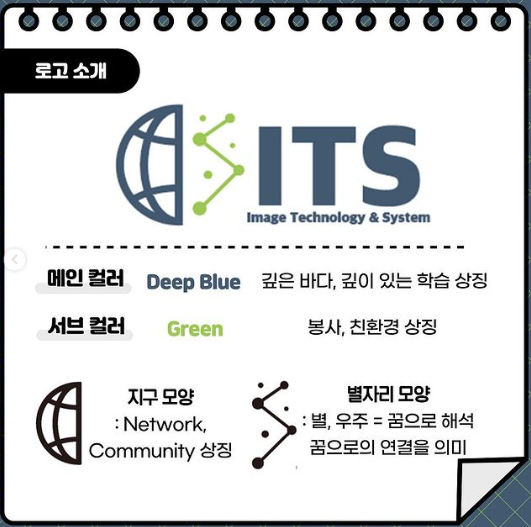 로고 소개
ITS
Image Technology & System
메인 컬러 Deep Blue 깊은 바다, 깊이 있는 학습 상징
서브 컬러 Green 봉사, 친환경 상징
지구 모양
: Network,
Community 상징
별자리 모양
: 별, 우주 = 꿈으로 해석
꿈으로의 연결을 의미